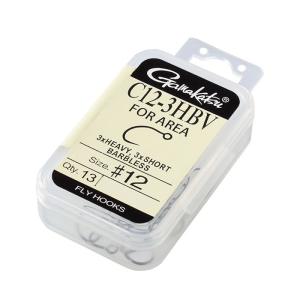 Gamakatsu
C12-3HBV
FOR AREA
3xHEAVY, 3xSHORT
BARBLESS
Size. #12
Qty. 13
FLY HOOKS